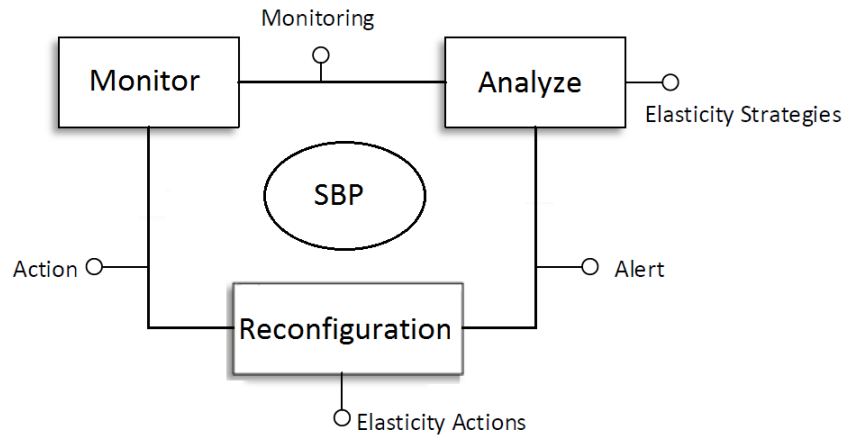 Monitoring
Monitor
Analyze
Elasticity Strategies
SBP
Action
Alert
Reconfiguration
Elasticity Actions